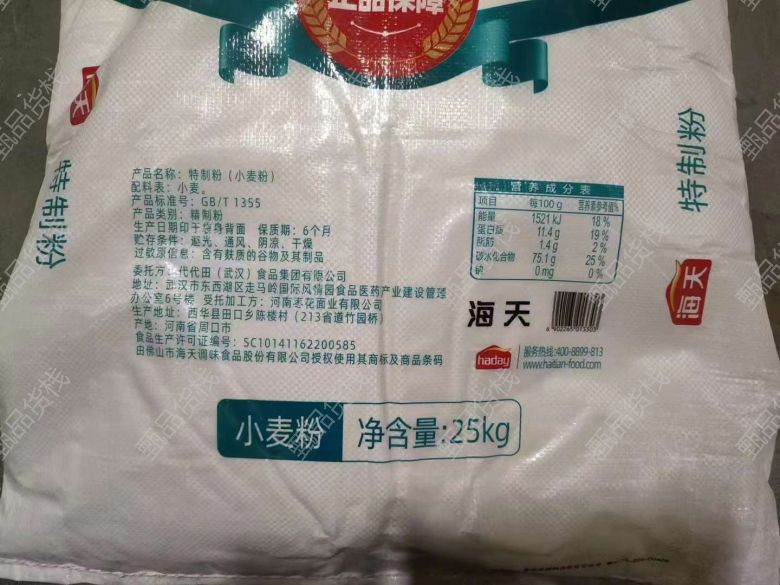 正品保障
海天
特制粉
产品名称：特制粉（小麦粉）
配料表：小麦。
产品标准号：GB/T 1355
产品类别：精制粉
生产日期印于袋身背面 保质期：6个月
贮存条件：避光、通风、阴凉、干燥
过敏原信息：含有麸质的谷物及其制品
委托方：代代田（武汉）食品集团有限公司
地址：武汉市东西湖区走马岭国际风情园食品医药产业建设管理
办公室6号楼 受托加工方：河南枣花面业有限公司
生产地址：西华县田口乡陈楼村（213省道竹园桥）
产地：河南省周口市
食品生产许可证编号：SC10141162200585
由佛山市海天调味食品股份有限公司授权使用其商标及商品条码
营养成分表
项目 每100g 营养素参考值%
能量 1521 kJ 18%
蛋白质 11.4 g 19%
脂肪 1.4 g 2%
碳水化合物 75.1 g 25%
钠 0 mg 0%
海天
haday
服务热线:400-8899-813
www.haitian-food.com
特制粉
海天
小麦粉 净含量:25kg
甄品货栈